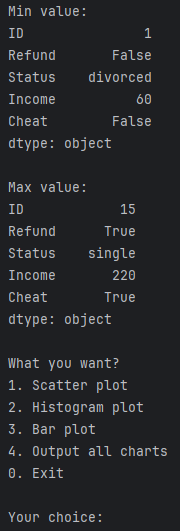 Min value:
ID               1
Refund       False
Status    divorced
Income          60
Cheat        False
dtype: object

Max value:
ID            15
Refund      True
Status    single
Income       220
Cheat       True
dtype: object

What you want?
1. Scatter plot
2. Histogram plot
3. Bar plot
4. Output all charts
0. Exit

Your choice: